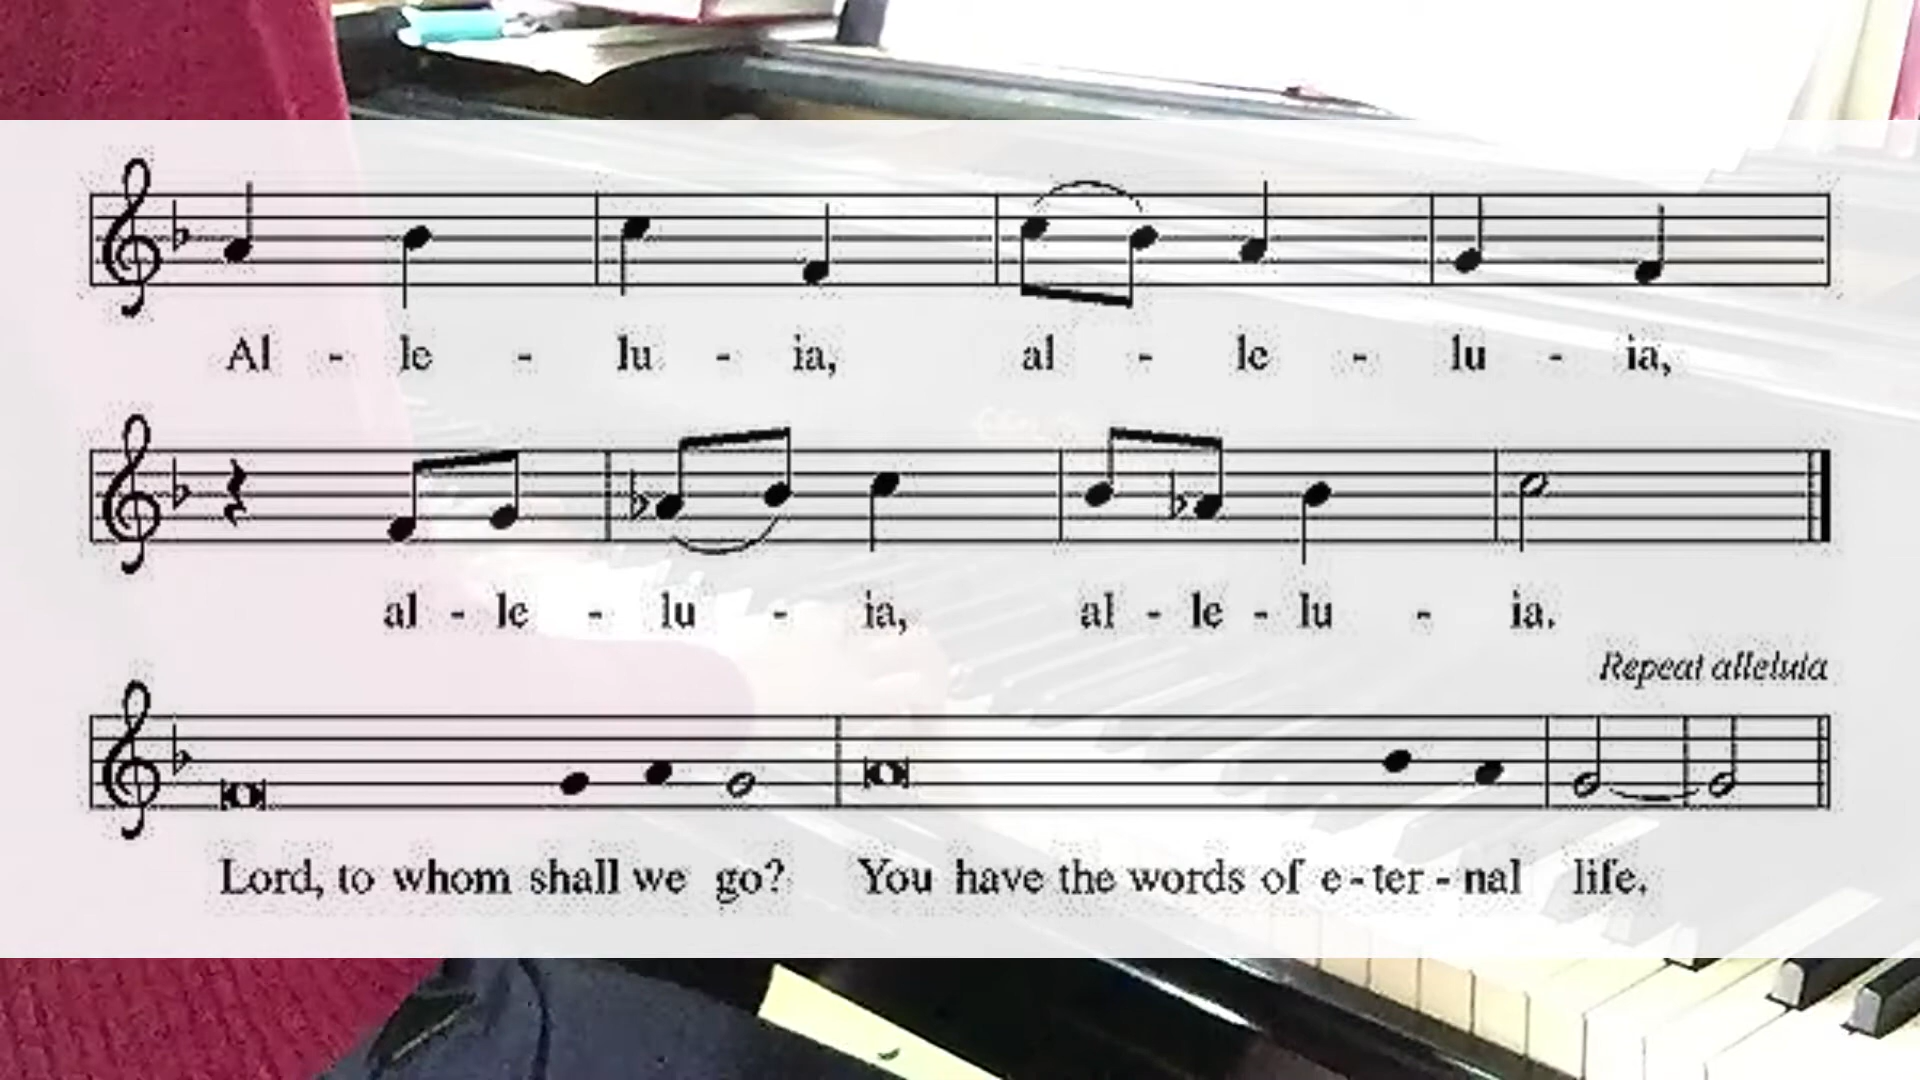 Al - le - lu - ia, al - le - lu - ia,
al - le - lu - ia, al - le - lu - ia.
Repeat alleluia
Lord, to whom shall we go? You have the words of e - ter - nal life.